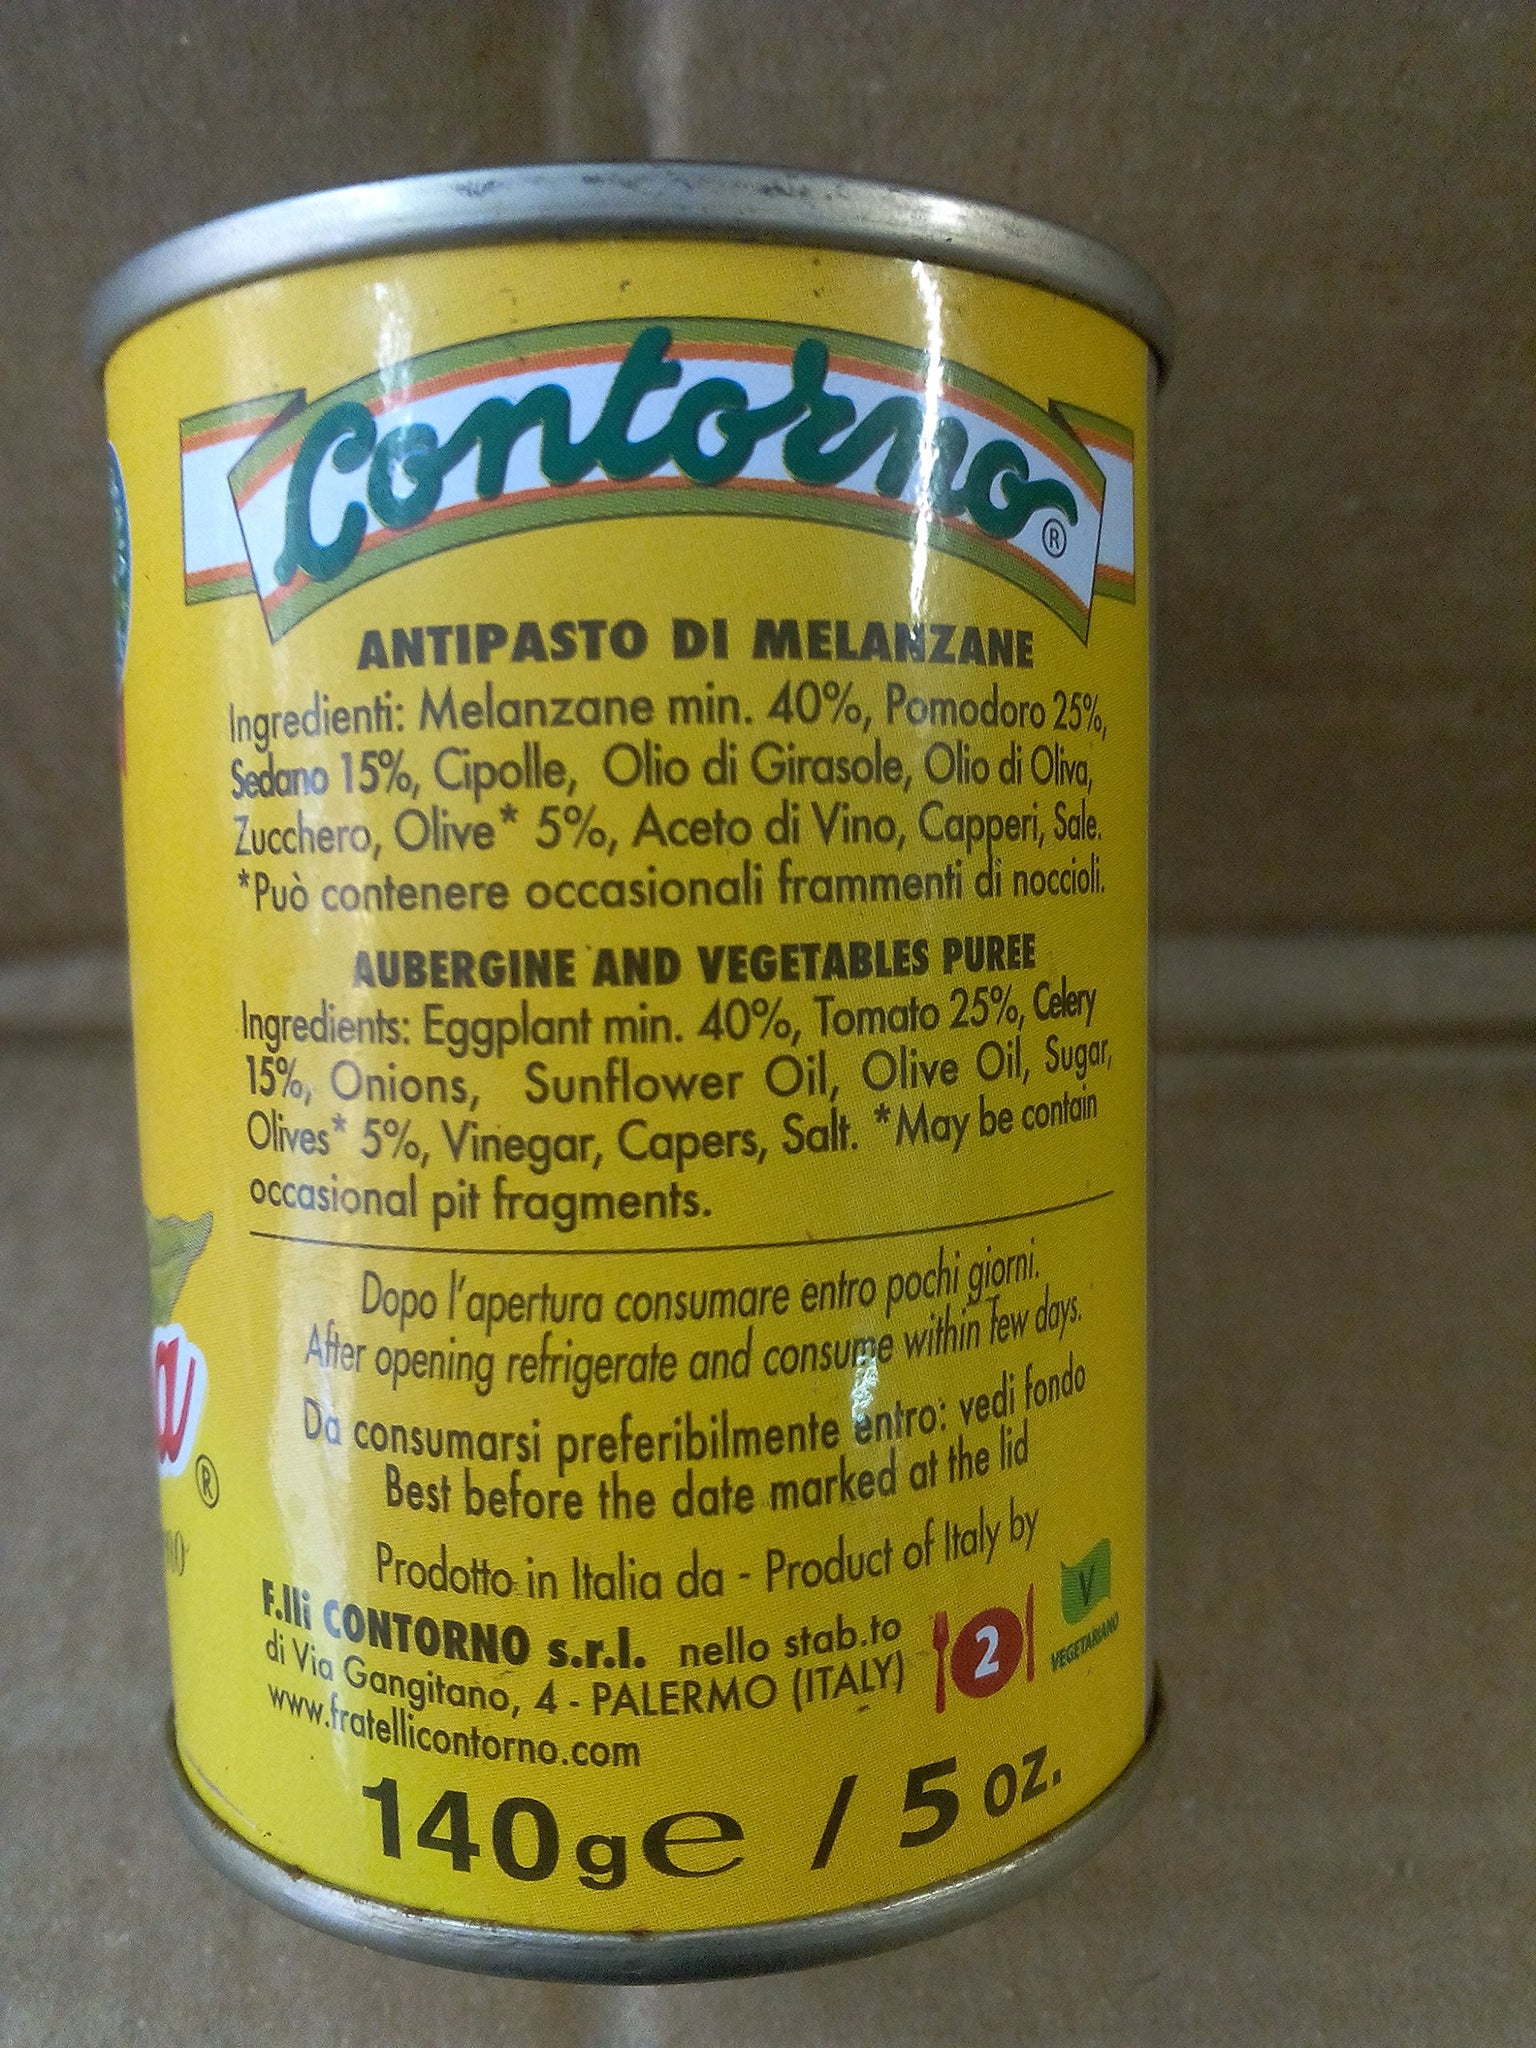 Contorno®
ANTIPASTO DI MELANZANE
Ingredienti: Melanzane min. 40%, Pomodoro 25%,
Sedano 15%, Cipolle, Olio di Girasole, Olio di Oliva,
Zucchero, Olive* 5%, Aceto di Vino, Capperi, Sale.
*Può contenere occasionali frammenti di noccioli.
AUBERGINE AND VEGETABLES PUREE
Ingredients: Eggplant min. 40%, Tomato 25%, Celery
15%, Onions, Sunflower Oil, Olive Oil, Sugar,
Olives* 5%, Vinegar, Capers, Salt. *May be contain
occasional pit fragments.
Dopo l'apertura consumare entro pochi giorni.
After opening refrigerate and consume within few days.
Da consumarsi preferibilmente entro: vedi fondo
Best before the date marked at the lid
Prodotto in Italia da - Product of Italy by
F.lli CONTORNO s.r.l. nello stab.to
di Via Gangitano, 4 - PALERMO (ITALY)
www.fratellicontorno.com
2
V
VEGETARIANO
140g e / 5 oz.
a®